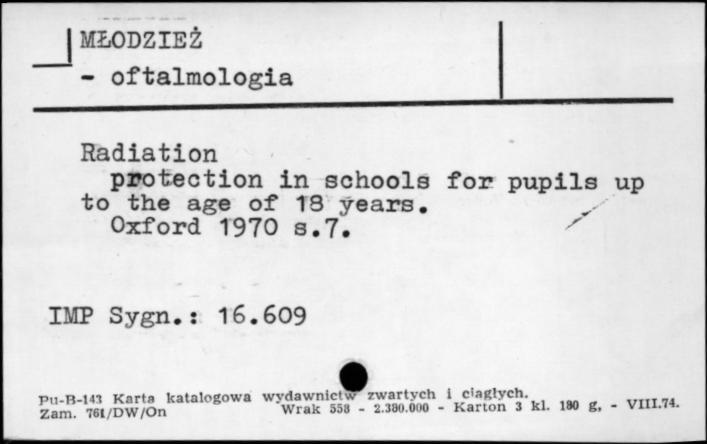 MŁODZIEŻ
- oftalmologia
Radiation
protection in schools for pupils up
to the age of 18 years.
Oxford 1970 s.7.
IMP Sygn.: 16.609
Pu-B-143 Karta katalogowa wydawnictw zwartych i ciągłych.
Zam. 761/DW/On Wrak 558 - 2.380.000 - Karton 3 kl. 180 g. - VIII.74.